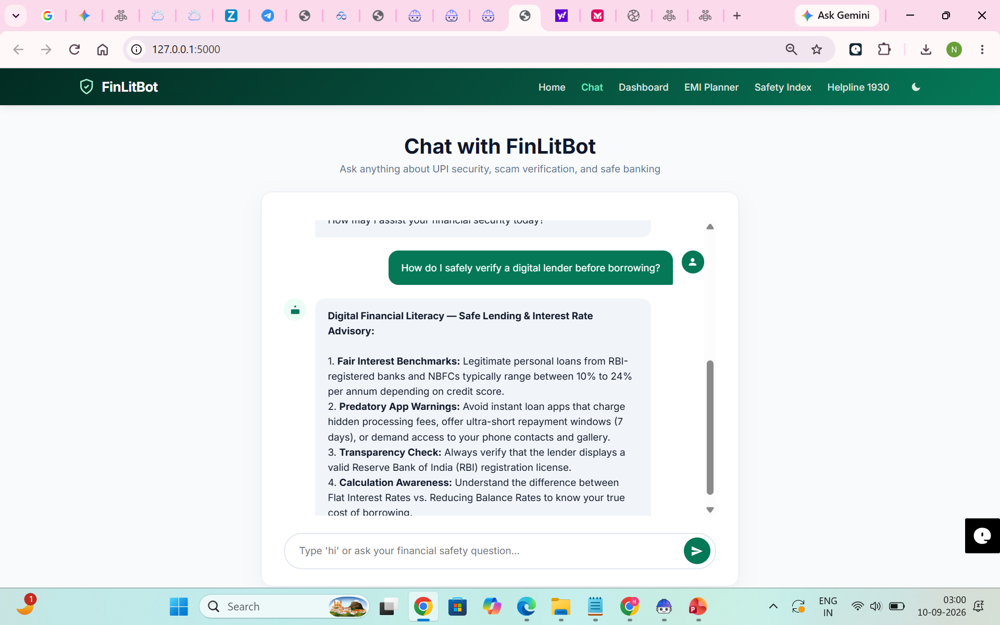 Ask Gemini
127.0.0.1:5000
N
FinLitBot
Home
Chat
Dashboard
EMI Planner
Safety Index
Helpline 1930
Chat with FinLitBot
Ask anything about UPI security, scam verification, and safe banking
How may I assist your financial security today?
How do I safely verify a digital lender before borrowing?
Digital Financial Literacy — Safe Lending & Interest Rate
Advisory:
1. Fair Interest Benchmarks: Legitimate personal loans from RBI-
registered banks and NBFCs typically range between 10% to 24%
per annum depending on credit score.
2. Predatory App Warnings: Avoid instant loan apps that charge
hidden processing fees, offer ultra-short repayment windows (7
days), or demand access to your phone contacts and gallery.
3. Transparency Check: Always verify that the lender displays a
valid Reserve Bank of India (RBI) registration license.
4. Calculation Awareness: Understand the difference between
Flat Interest Rates vs. Reducing Balance Rates to know your true
cost of borrowing.
Type 'hi' or ask your financial safety question...
1
Search
ENG
IN
03:00
10-09-2026